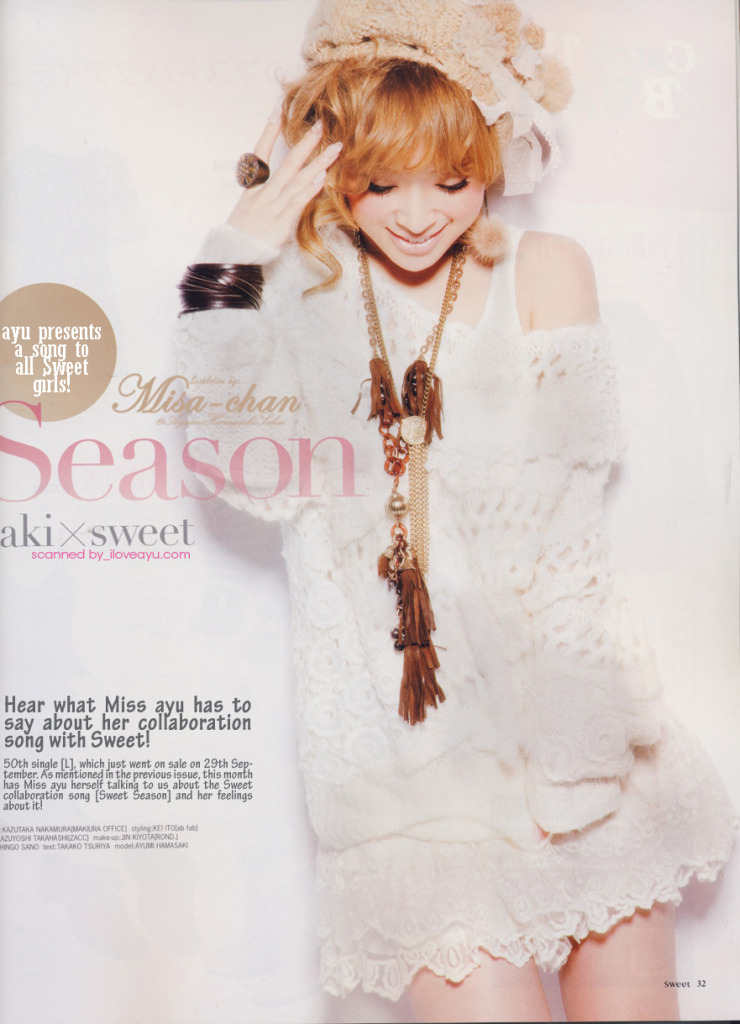 ayu presents
a song to
all Sweet
girls!
Misa-chan
Season
aki×sweet
scanned by_iloveayu.com
Hear what Miss ayu has to
say about her collaboration
song with Sweet!
50th single [L], which just went on sale on 29th Sep-
tember. As mentioned in the previous issue, this month
has Miss ayu herself talking to us about the Sweet
collaboration song [Sweet Season] and her feelings
about it!
:KAZUTAKA NAKAMURA[MAKIURA OFFICE] styling:KEI ITO[ab fab]
AZUYOSHI TAKAHASHI[ZACC] make-up:JIN KIYOTA[ROND.]
HINGO SANO text:TAKAKO TSURIYA model:AYUMI HAMASAKI
Sweet 32